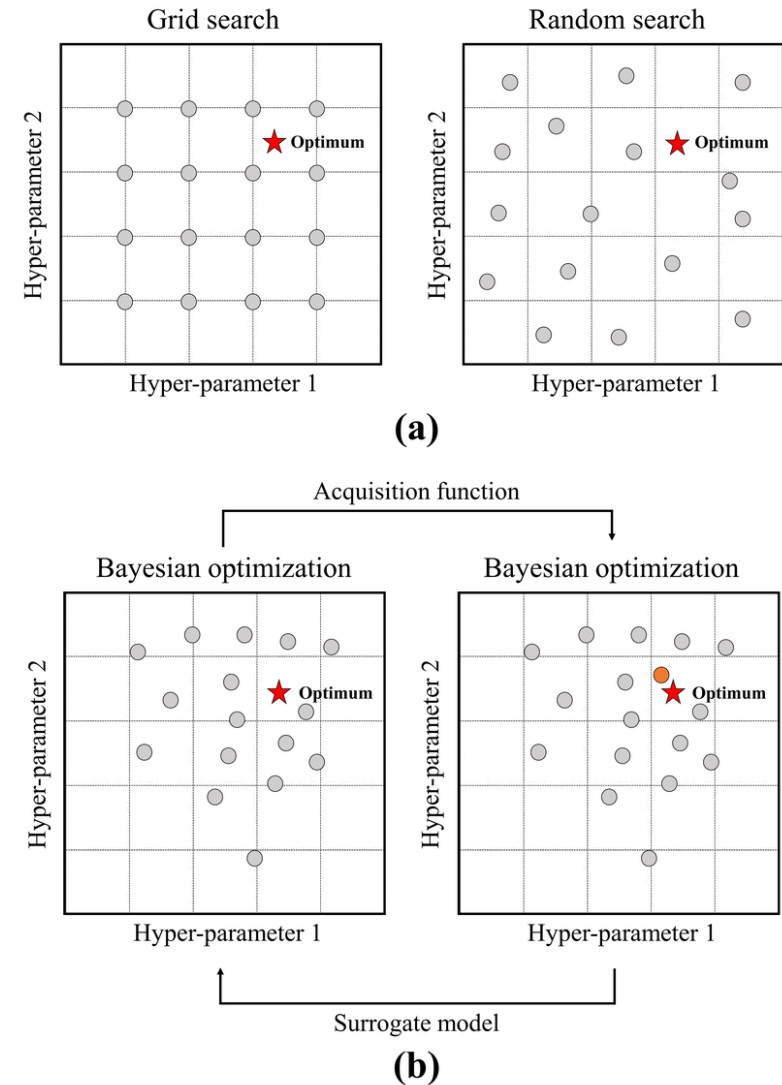 Grid search
Random search
Hyper-parameter 2
Optimum
Hyper-parameter 2
Optimum
Hyper-parameter 1
Hyper-parameter 1
(a)
Acquisition function
Bayesian optimization
Bayesian optimization
Hyper-parameter 2
Optimum
Hyper-parameter 2
Optimum
Hyper-parameter 1
Hyper-parameter 1
Surrogate model
(b)